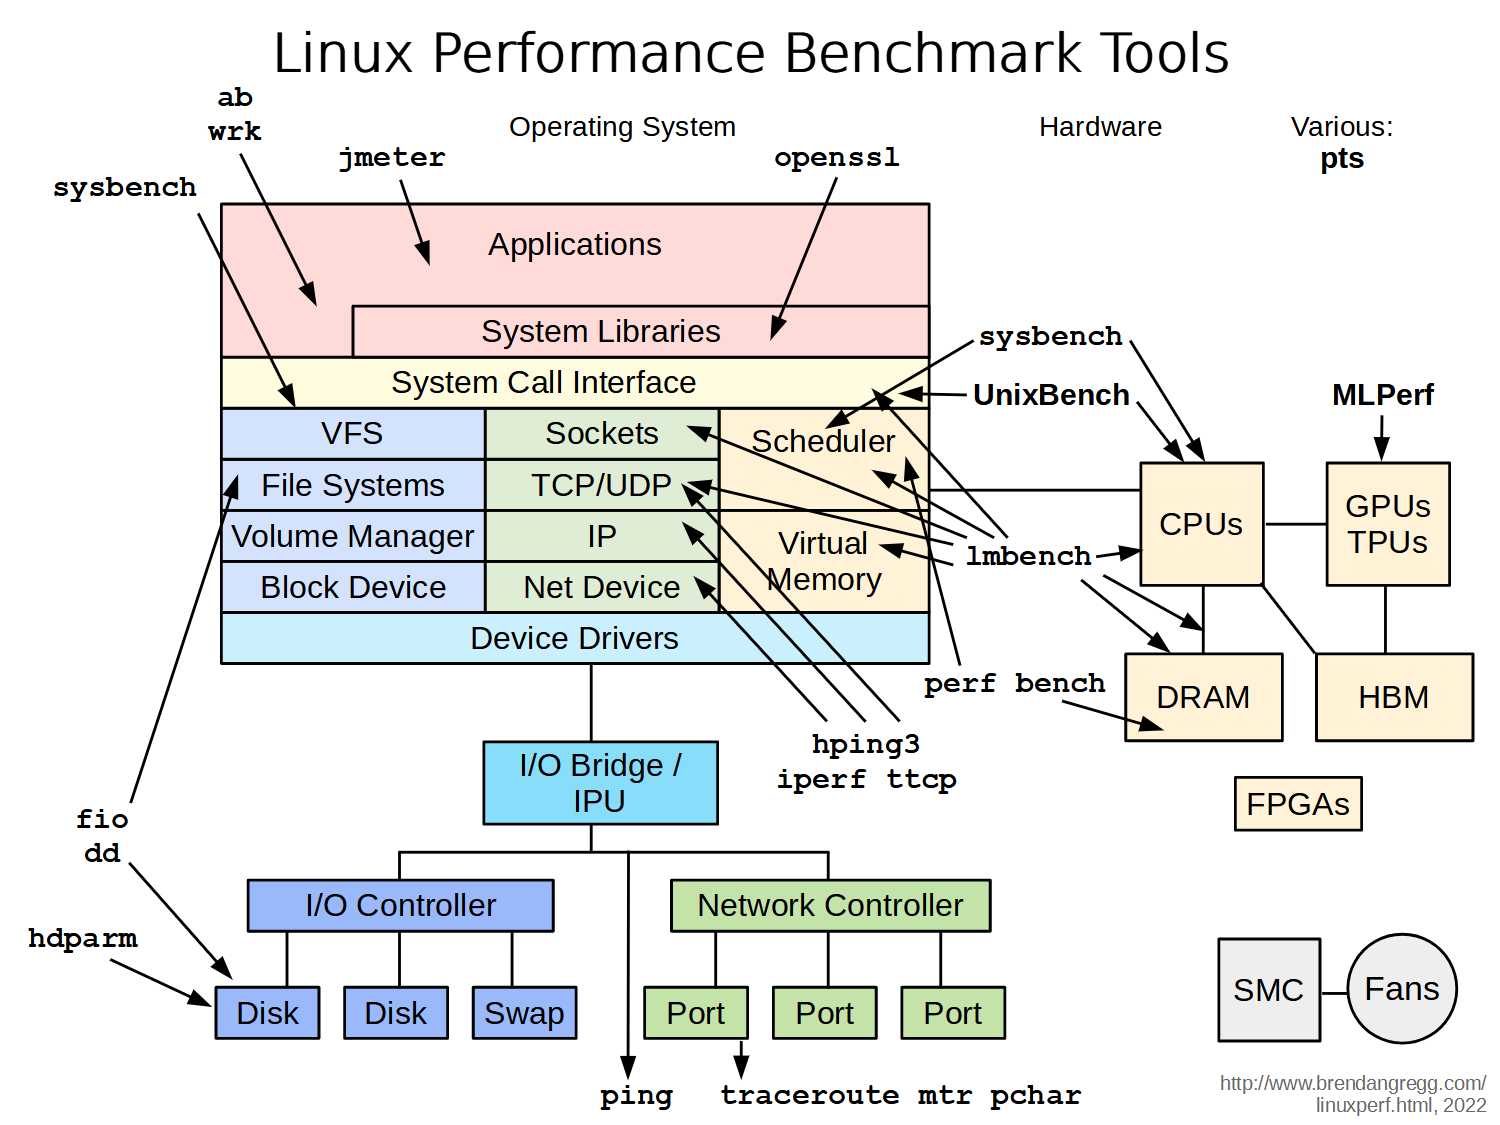 Linux Performance Benchmark Tools
ab
wrk
Operating System
Hardware
Various:
pts
jmeter
openssl
sysbench
Applications
System Libraries
System Call Interface
sysbench
UnixBench
MLPerf
VFS
Sockets
Scheduler
File Systems
TCP/UDP
Volume Manager
IP
Virtual
Memory
Block Device
Net Device
Device Drivers
lmbench
CPUs
GPUs
TPUs
perf bench
DRAM
HBM
hping3
iperf ttcp
I/O Bridge /
IPU
FPGAs
fio
dd
hdparm
I/O Controller
Network Controller
Disk
Disk
Swap
Port
Port
Port
SMC
Fans
ping
traceroute mtr pchar
http://www.brendangregg.com/
linuxperf.html, 2022